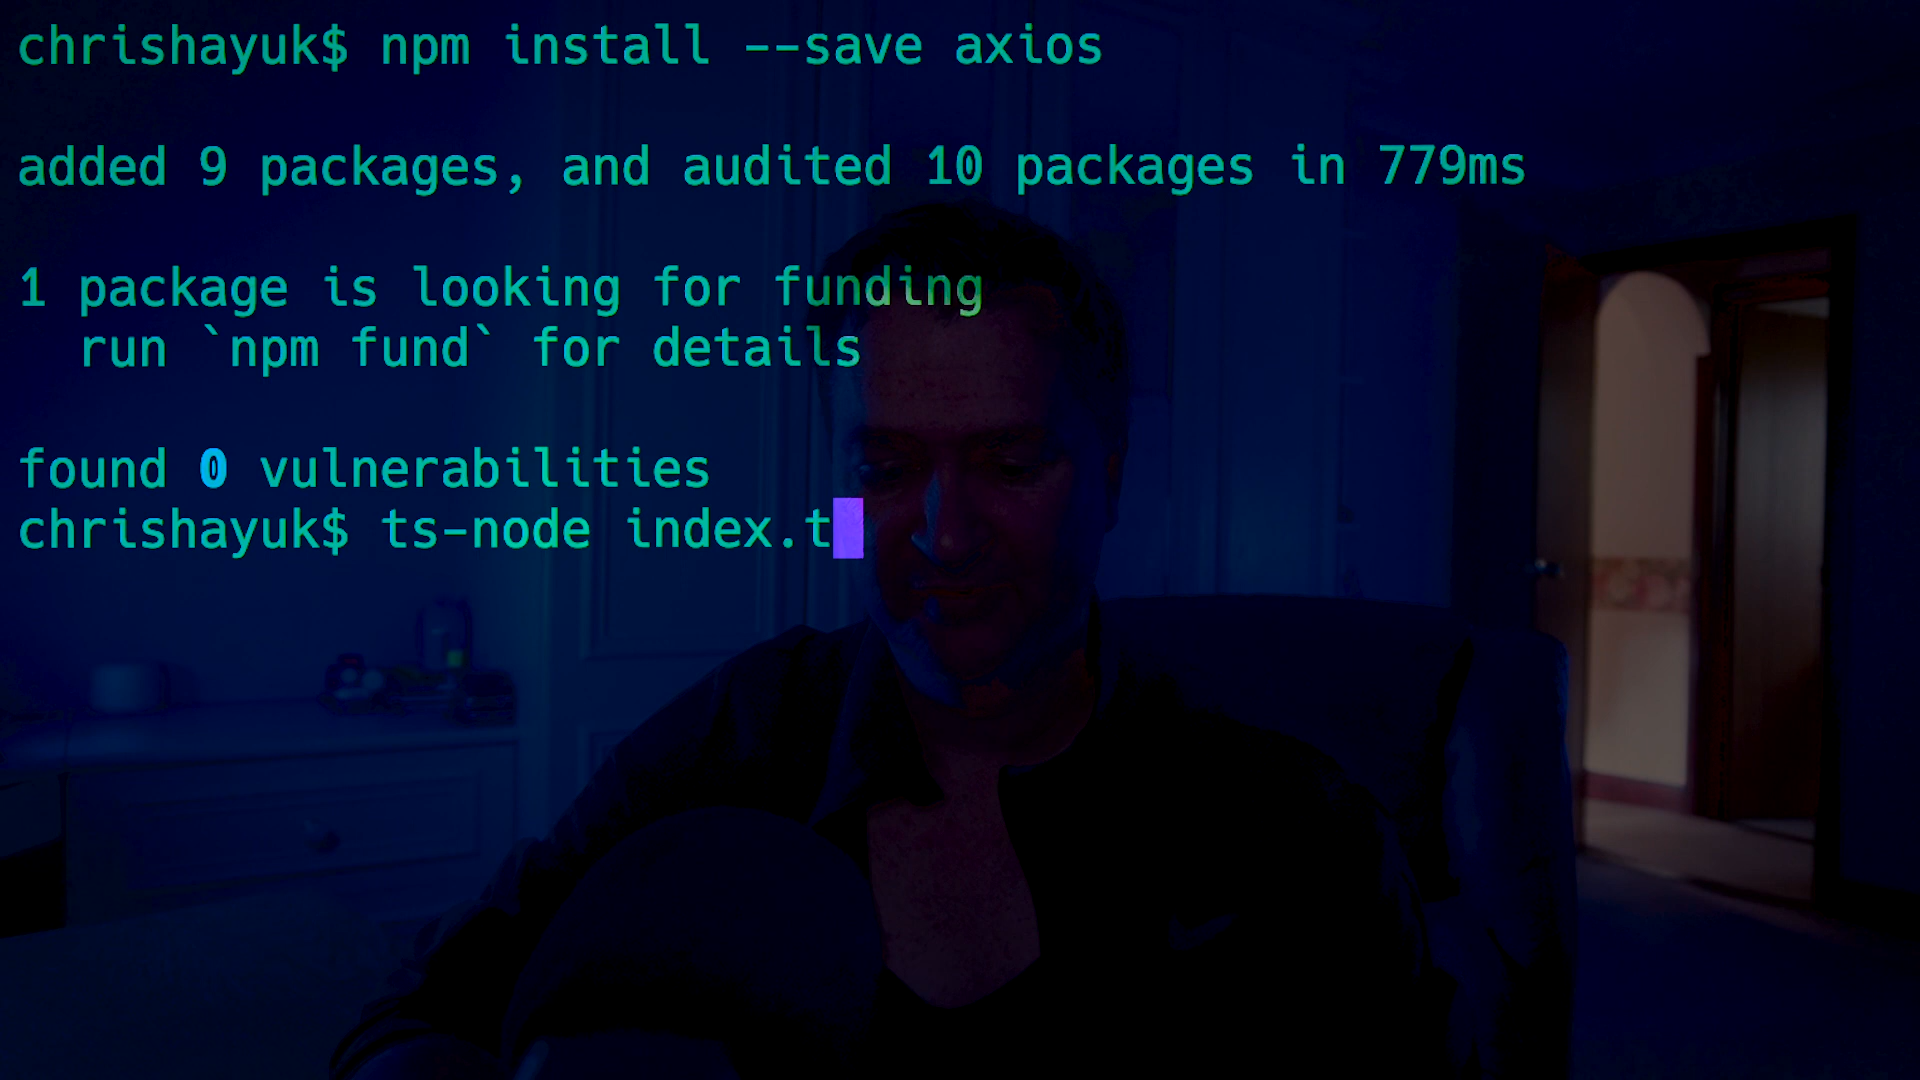 chrishayuk$ npm install --save axios
added 9 packages, and audited 10 packages in 779ms
1 package is looking for funding
run `npm fund` for details
found 0 vulnerabilities
chrishayuk$ ts-node index.t